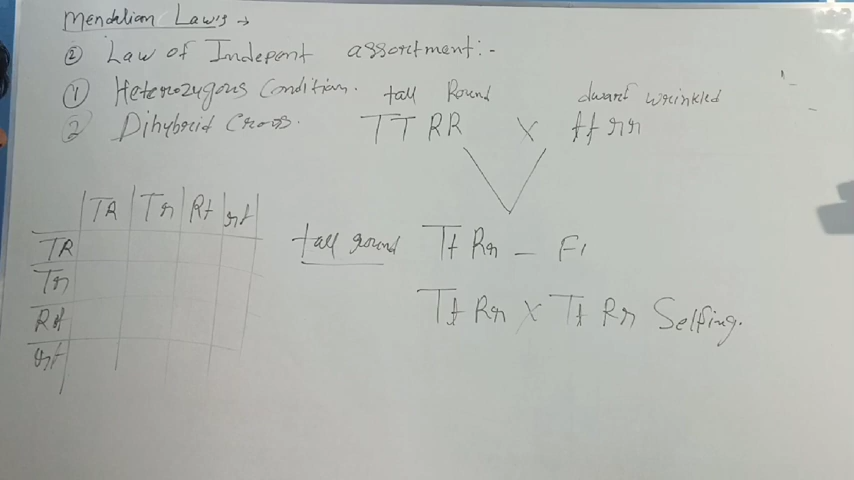 Mendelian Laws →
② Law of Indepent assortment:-
① Heterozygous Condition. tall Round dwarf wrinkled
② Dihybrid Cross. TT RR X tt rr
TR Tr Rt rt
TR tall round Tt Rr - F1
Tr
Tt Rr X Tt Rr Selfing.
Rt
rt